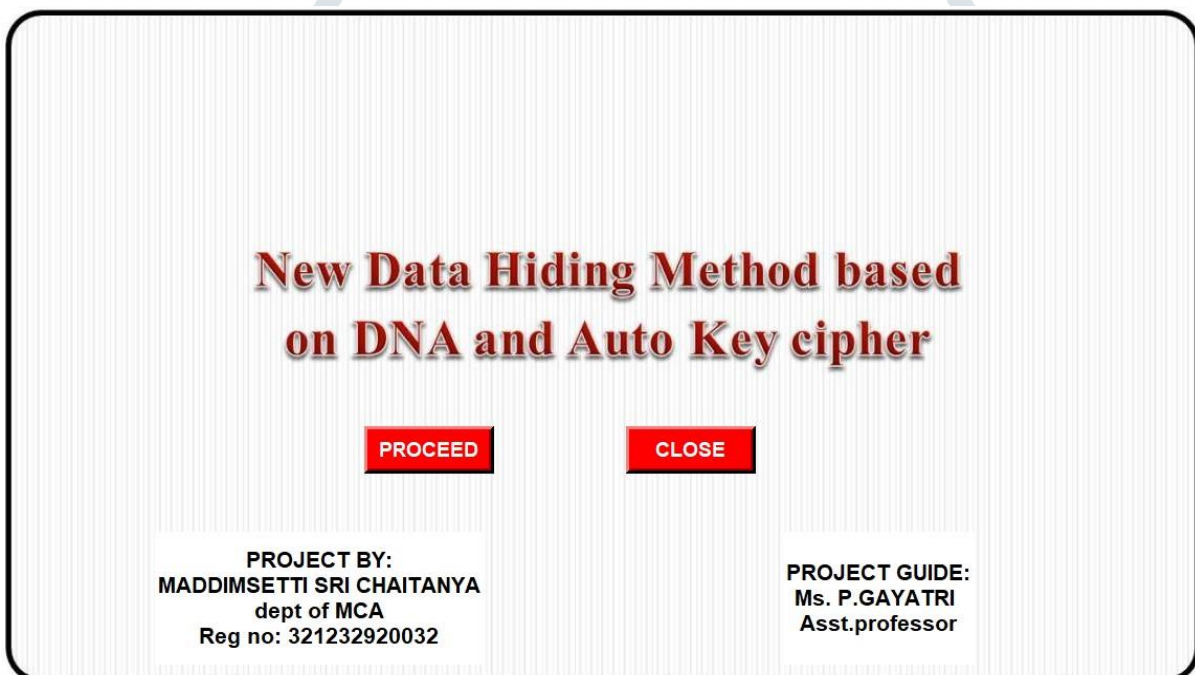 New Data Hiding Method based
on DNA and Auto Key cipher
PROCEED
CLOSE
PROJECT BY:
MADDIMSETTI SRI CHAITANYA
dept of MCA
Reg no: 321232920032
PROJECT GUIDE:
Ms. P.GAYATRI
Asst.professor